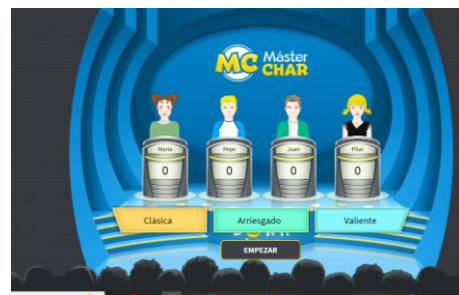 MC Máster
CHAR
María Pepe Juan Pilar
0 0 0 0
Clásica Arriesgado Valiente
EMPEZAR